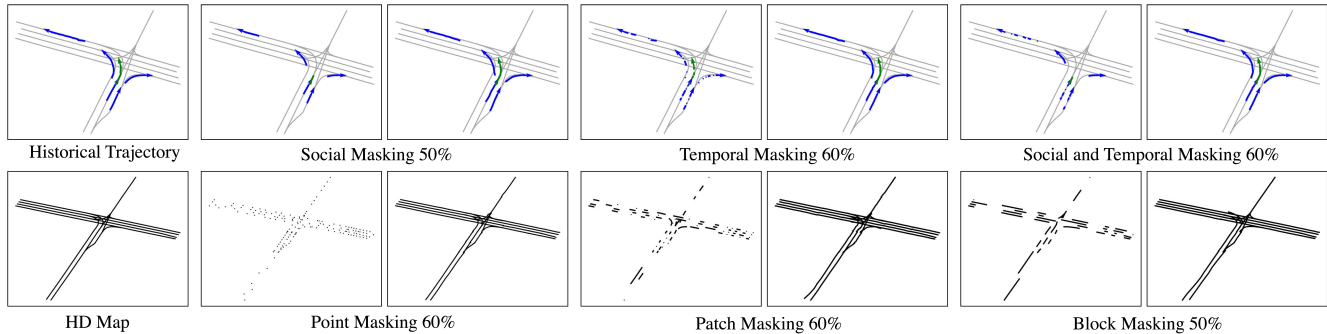 Historical Trajectory
Social Masking 50%
Temporal Masking 60%
Social and Temporal Masking 60%
HD Map
Point Masking 60%
Patch Masking 60%
Block Masking 50%